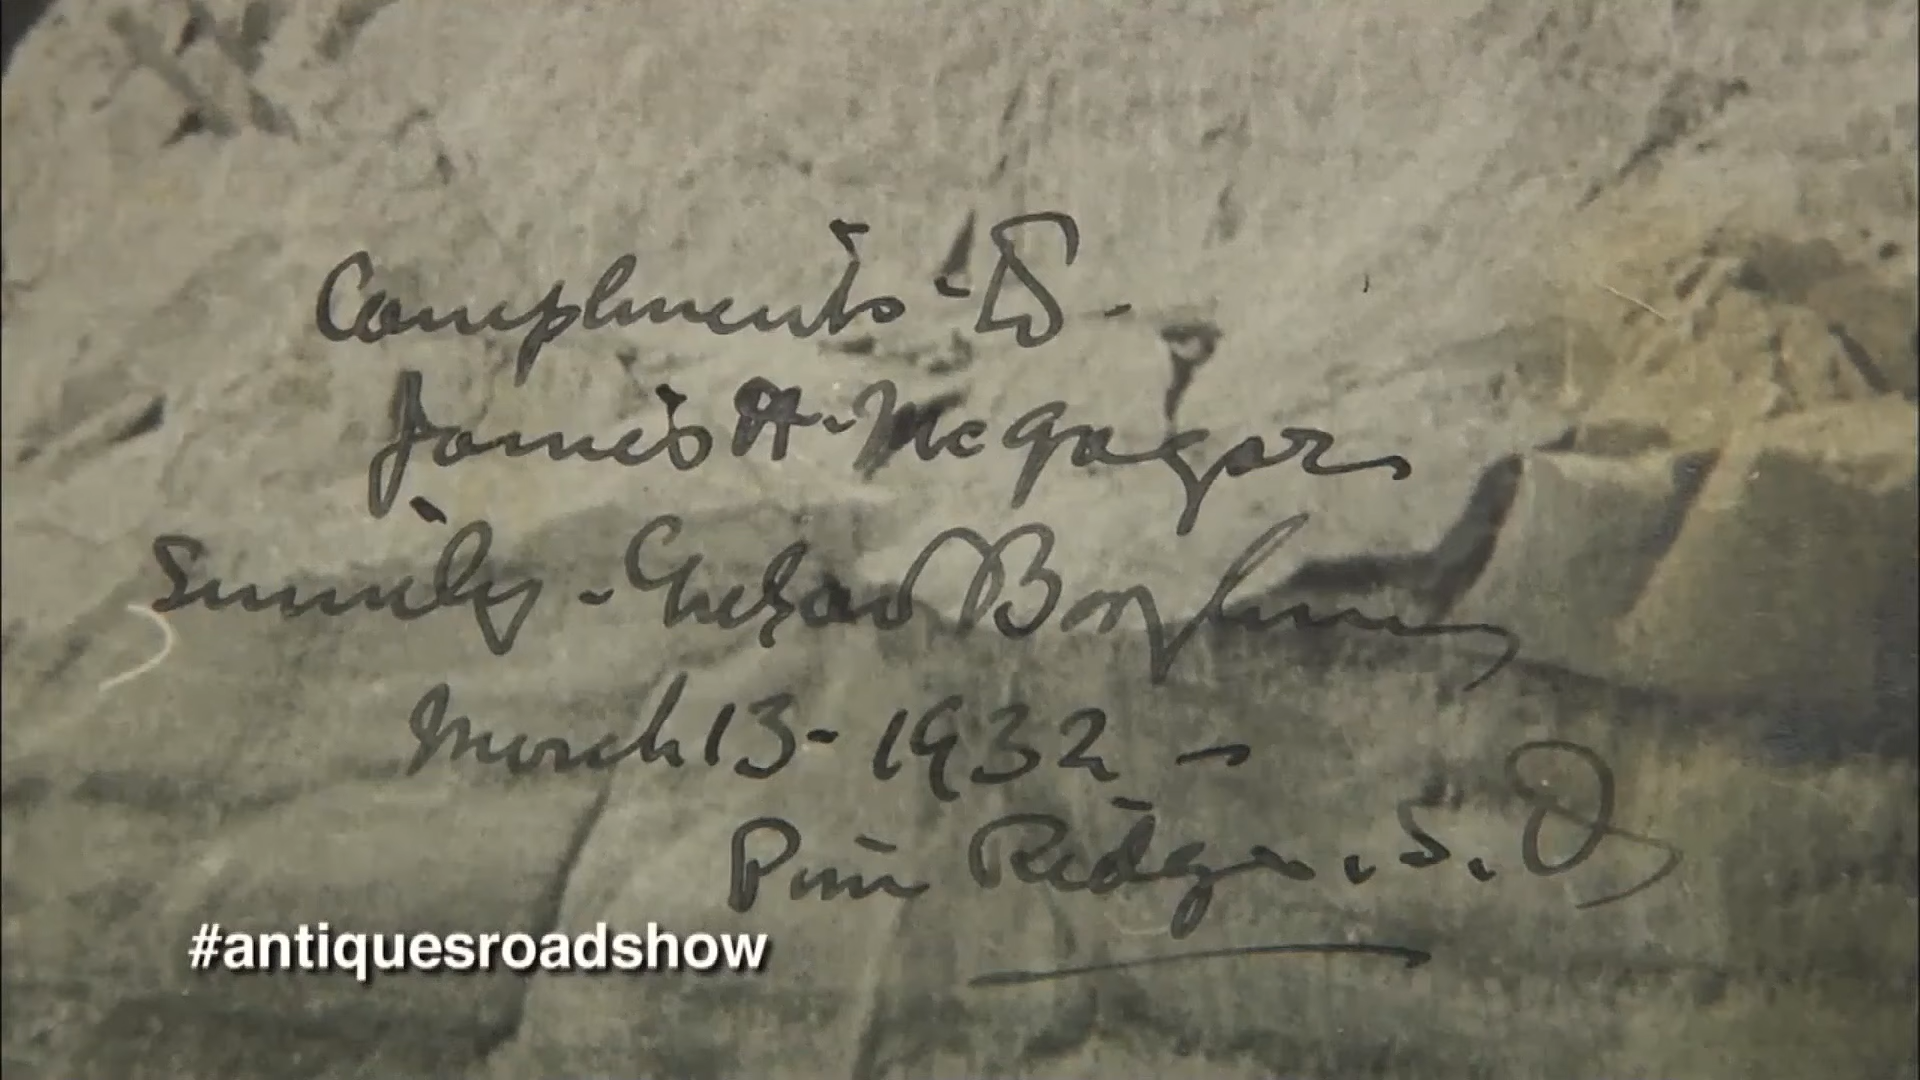 Compliments to
James H. McGregor
Sincerely - Gutzon Borglum
March 13 - 1932 -
Pine Ridge. S. D
#antiquesroadshow